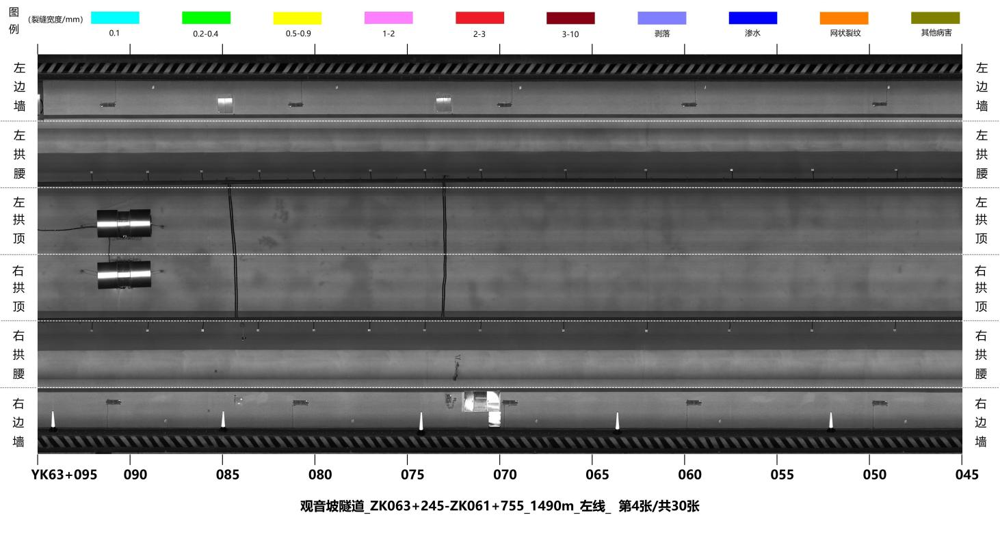 图例 (裂缝宽度/mm)
0.1 0.2-0.4 0.5-0.9 1-2 2-3 3-10 剥落 渗水 网状裂纹 其他病害
左边墙 左边墙
左拱腰 左拱腰
左拱顶 左拱顶
右拱顶 右拱顶
右拱腰 右拱腰
右边墙 右边墙
YK63+095 090 085 080 075 070 065 060 055 050 045
观音坡隧道_ZK063+245-ZK061+755_1490m_左线_ 第4张/共30张